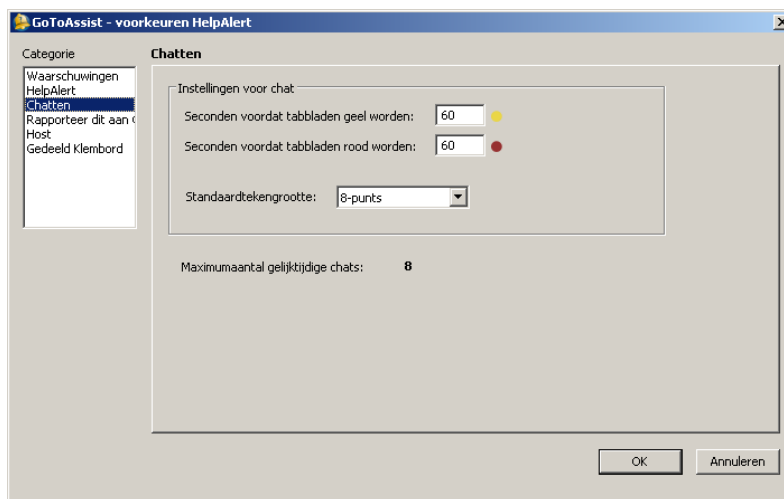 GoToAssist - voorkeuren HelpAlert
Categorie
Waarschuwingen
HelpAlert
Chatten
Rapporteer dit aan
Host
Gedeeld Klembord
Chatten
Instellingen voor chat
Seconden voordat tabbladen geel worden: 60
Seconden voordat tabbladen rood worden: 60
Standaardtekengrootte: 8-punts
Maximumaantal gelijktijdige chats: 8
OK Annuleren